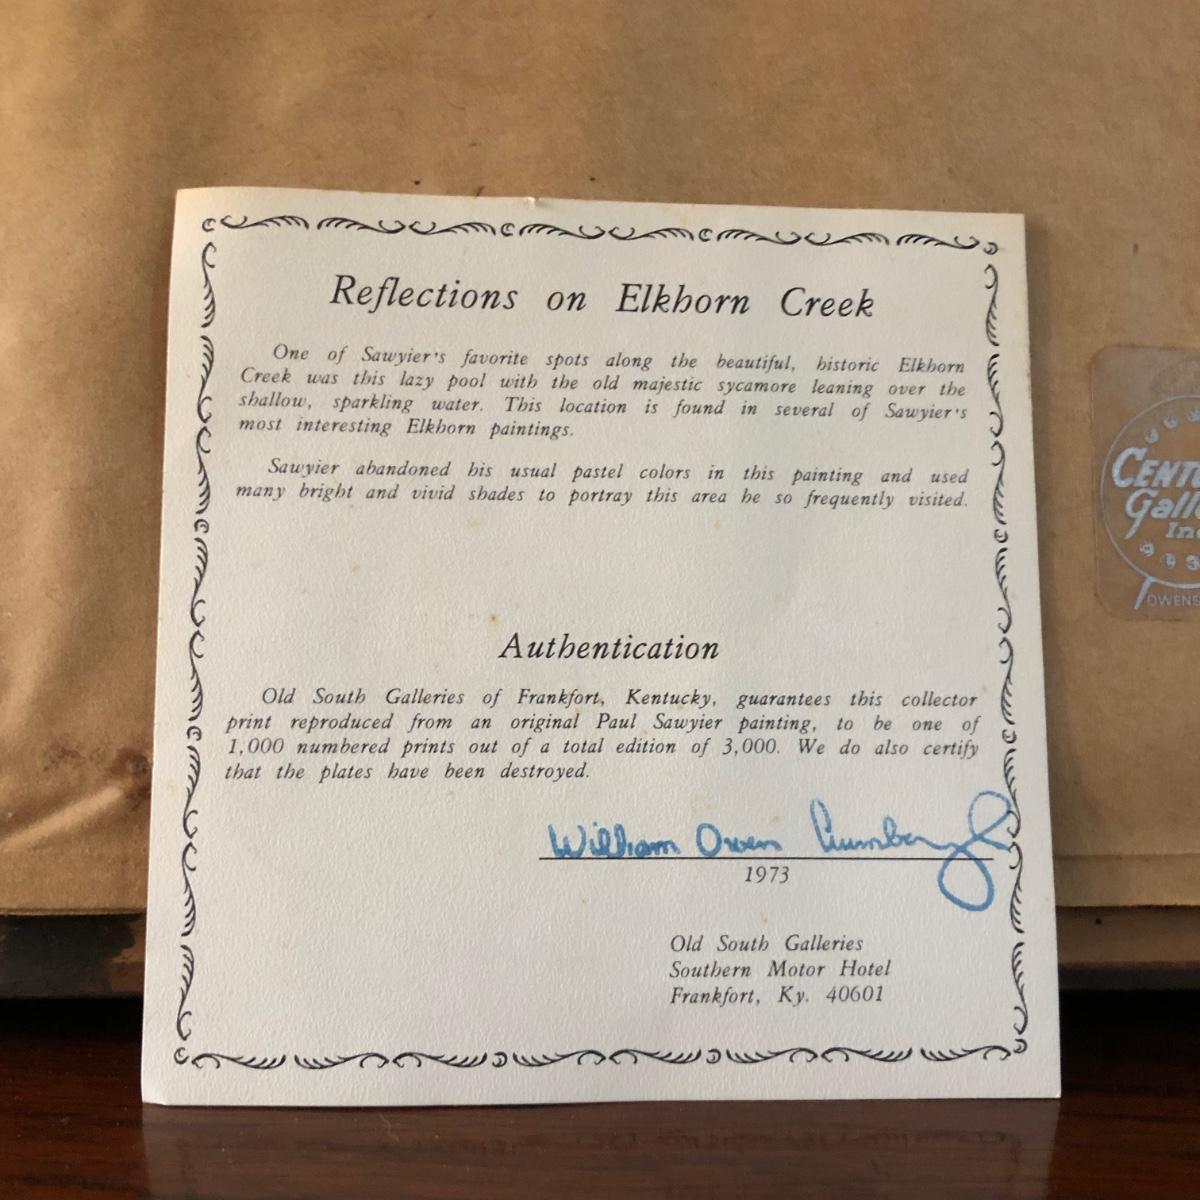 Reflections on Elkhorn Creek
One of Sawyier's favorite spots along the beautiful, historic Elkhorn
Creek was this lazy pool with the old majestic sycamore leaning over the
shallow, sparkling water. This location is found in several of Sawyier's
most interesting Elkhorn paintings.
Sawyier abandoned his usual pastel colors in this painting and used
many bright and vivid shades to portray this area he so frequently visited.
Authentication
Old South Galleries of Frankfort, Kentucky, guarantees this collector
print reproduced from an original Paul Sawyier painting, to be one of
1,000 numbered prints out of a total edition of 3,000. We do also certify
that the plates have been destroyed.
William Owen
1973
Old South Galleries
Southern Motor Hotel
Frankfort, Ky. 40601